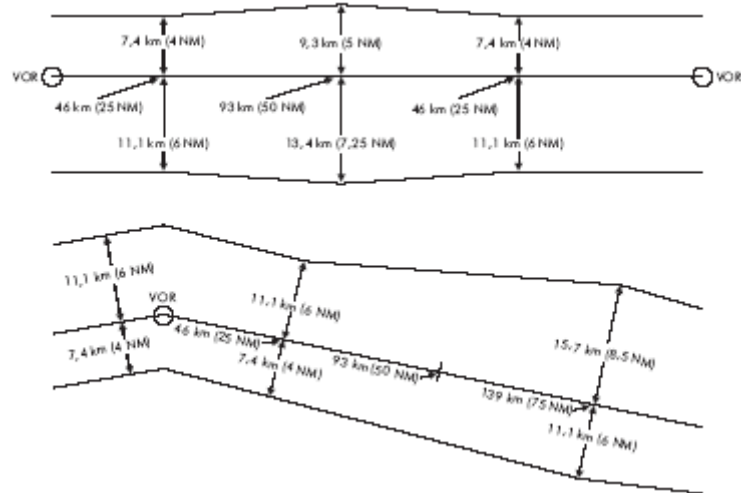 7,4 km (4 NM)
9,3 km (5 NM)
7,4 km (4 NM)
VOR
VOR
46 km (25 NM)
93 km (50 NM)
46 km (25 NM)
11,1 km (6 NM)
13,4 km (7,25 NM)
11,1 km (6 NM)
11,1 km (6 NM)
VOR
11,1 km (6 NM)
46 km (25 NM)
7,4 km (4 NM)
7,4 km (4 NM)
93 km (50 NM)
15,7 km (8,5 NM)
139 km (75 NM)
11,1 km (6 NM)